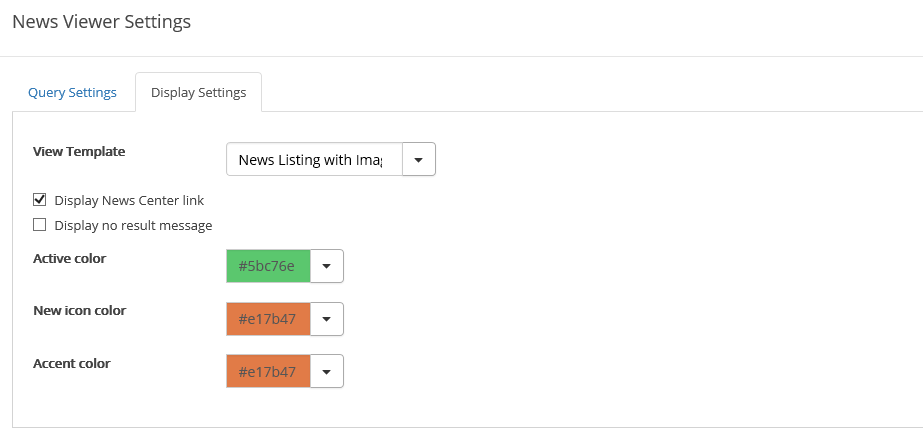 News Viewer Settings
Query Settings
Display Settings
View Template
News Listing with Imag
Display News Center link
Display no result message
Active color
#5bc76e
New icon color
#e17b47
Accent color
#e17b47